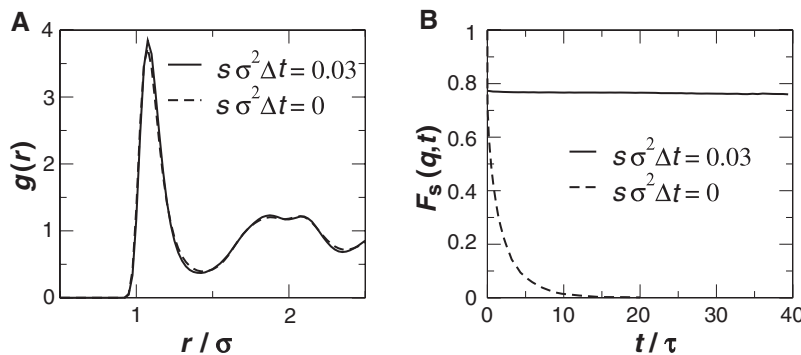 A
g(r)
4
3
2
1
0
s σ²Δt = 0.03
s σ²Δt = 0
1
2
r / σ
B
Fs (q,t)
1
0.8
0.6
0.4
0.2
0
s σ²Δt = 0.03
s σ²Δt = 0
0
10
20
30
40
t / τ